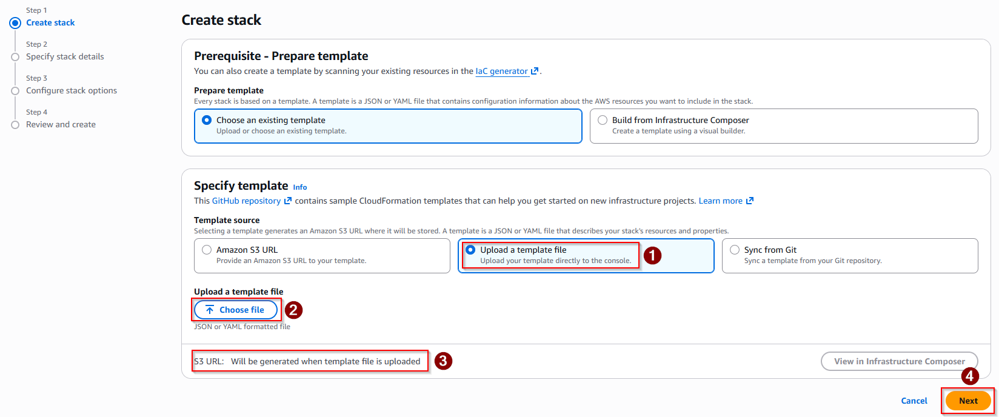 Step 1
Create stack
Step 2
Specify stack details
Step 3
Configure stack options
Step 4
Review and create
Create stack
Prerequisite - Prepare template
You can also create a template by scanning your existing resources in the IaC generator.
Prepare template
Every stack is based on a template. A template is a JSON or YAML file that contains configuration information about the AWS resources you want to include in the stack.
Choose an existing template
Upload or choose an existing template.
Build from Infrastructure Composer
Create a template using a visual builder.
Specify template Info
This GitHub repository contains sample CloudFormation templates that can help you get started on new infrastructure projects. Learn more
Template source
Selecting a template generates an Amazon S3 URL where it will be stored. A template is a JSON or YAML file that describes your stack's resources and properties.
Amazon S3 URL
Provide an Amazon S3 URL to your template.
Upload a template file
Upload your template directly to the console.
1
Sync from Git
Sync a template from your Git repository.
Upload a template file
Choose file
2
JSON or YAML formatted file
S3 URL: Will be generated when template file is uploaded
3
View in Infrastructure Composer
4
Cancel
Next